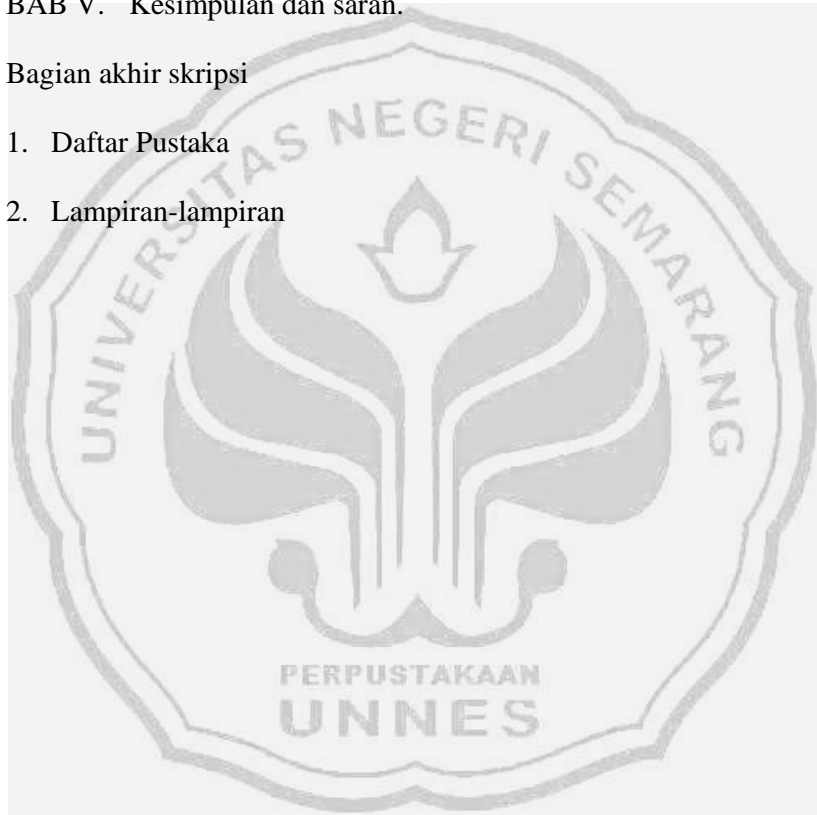 BAB V. Kesimpulan dan saran.
Bagian akhir skripsi
1. Daftar Pustaka
2. Lampiran-lampiran
UNIVERSITAS NEGERI SEMARANG
PERPUSTAKAAN
UNNES